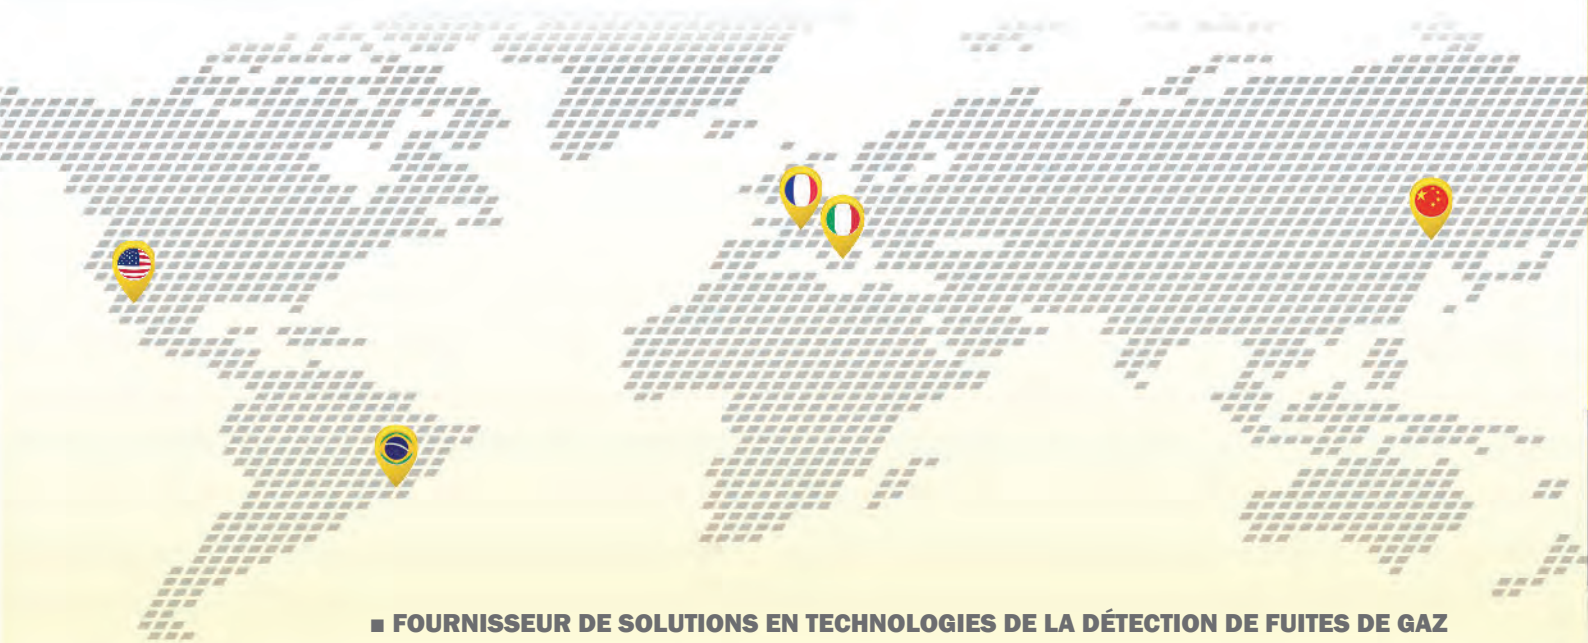 ■ FOURNISSEUR DE SOLUTIONS EN TECHNOLOGIES DE LA DÉTECTION DE FUITES DE GAZ